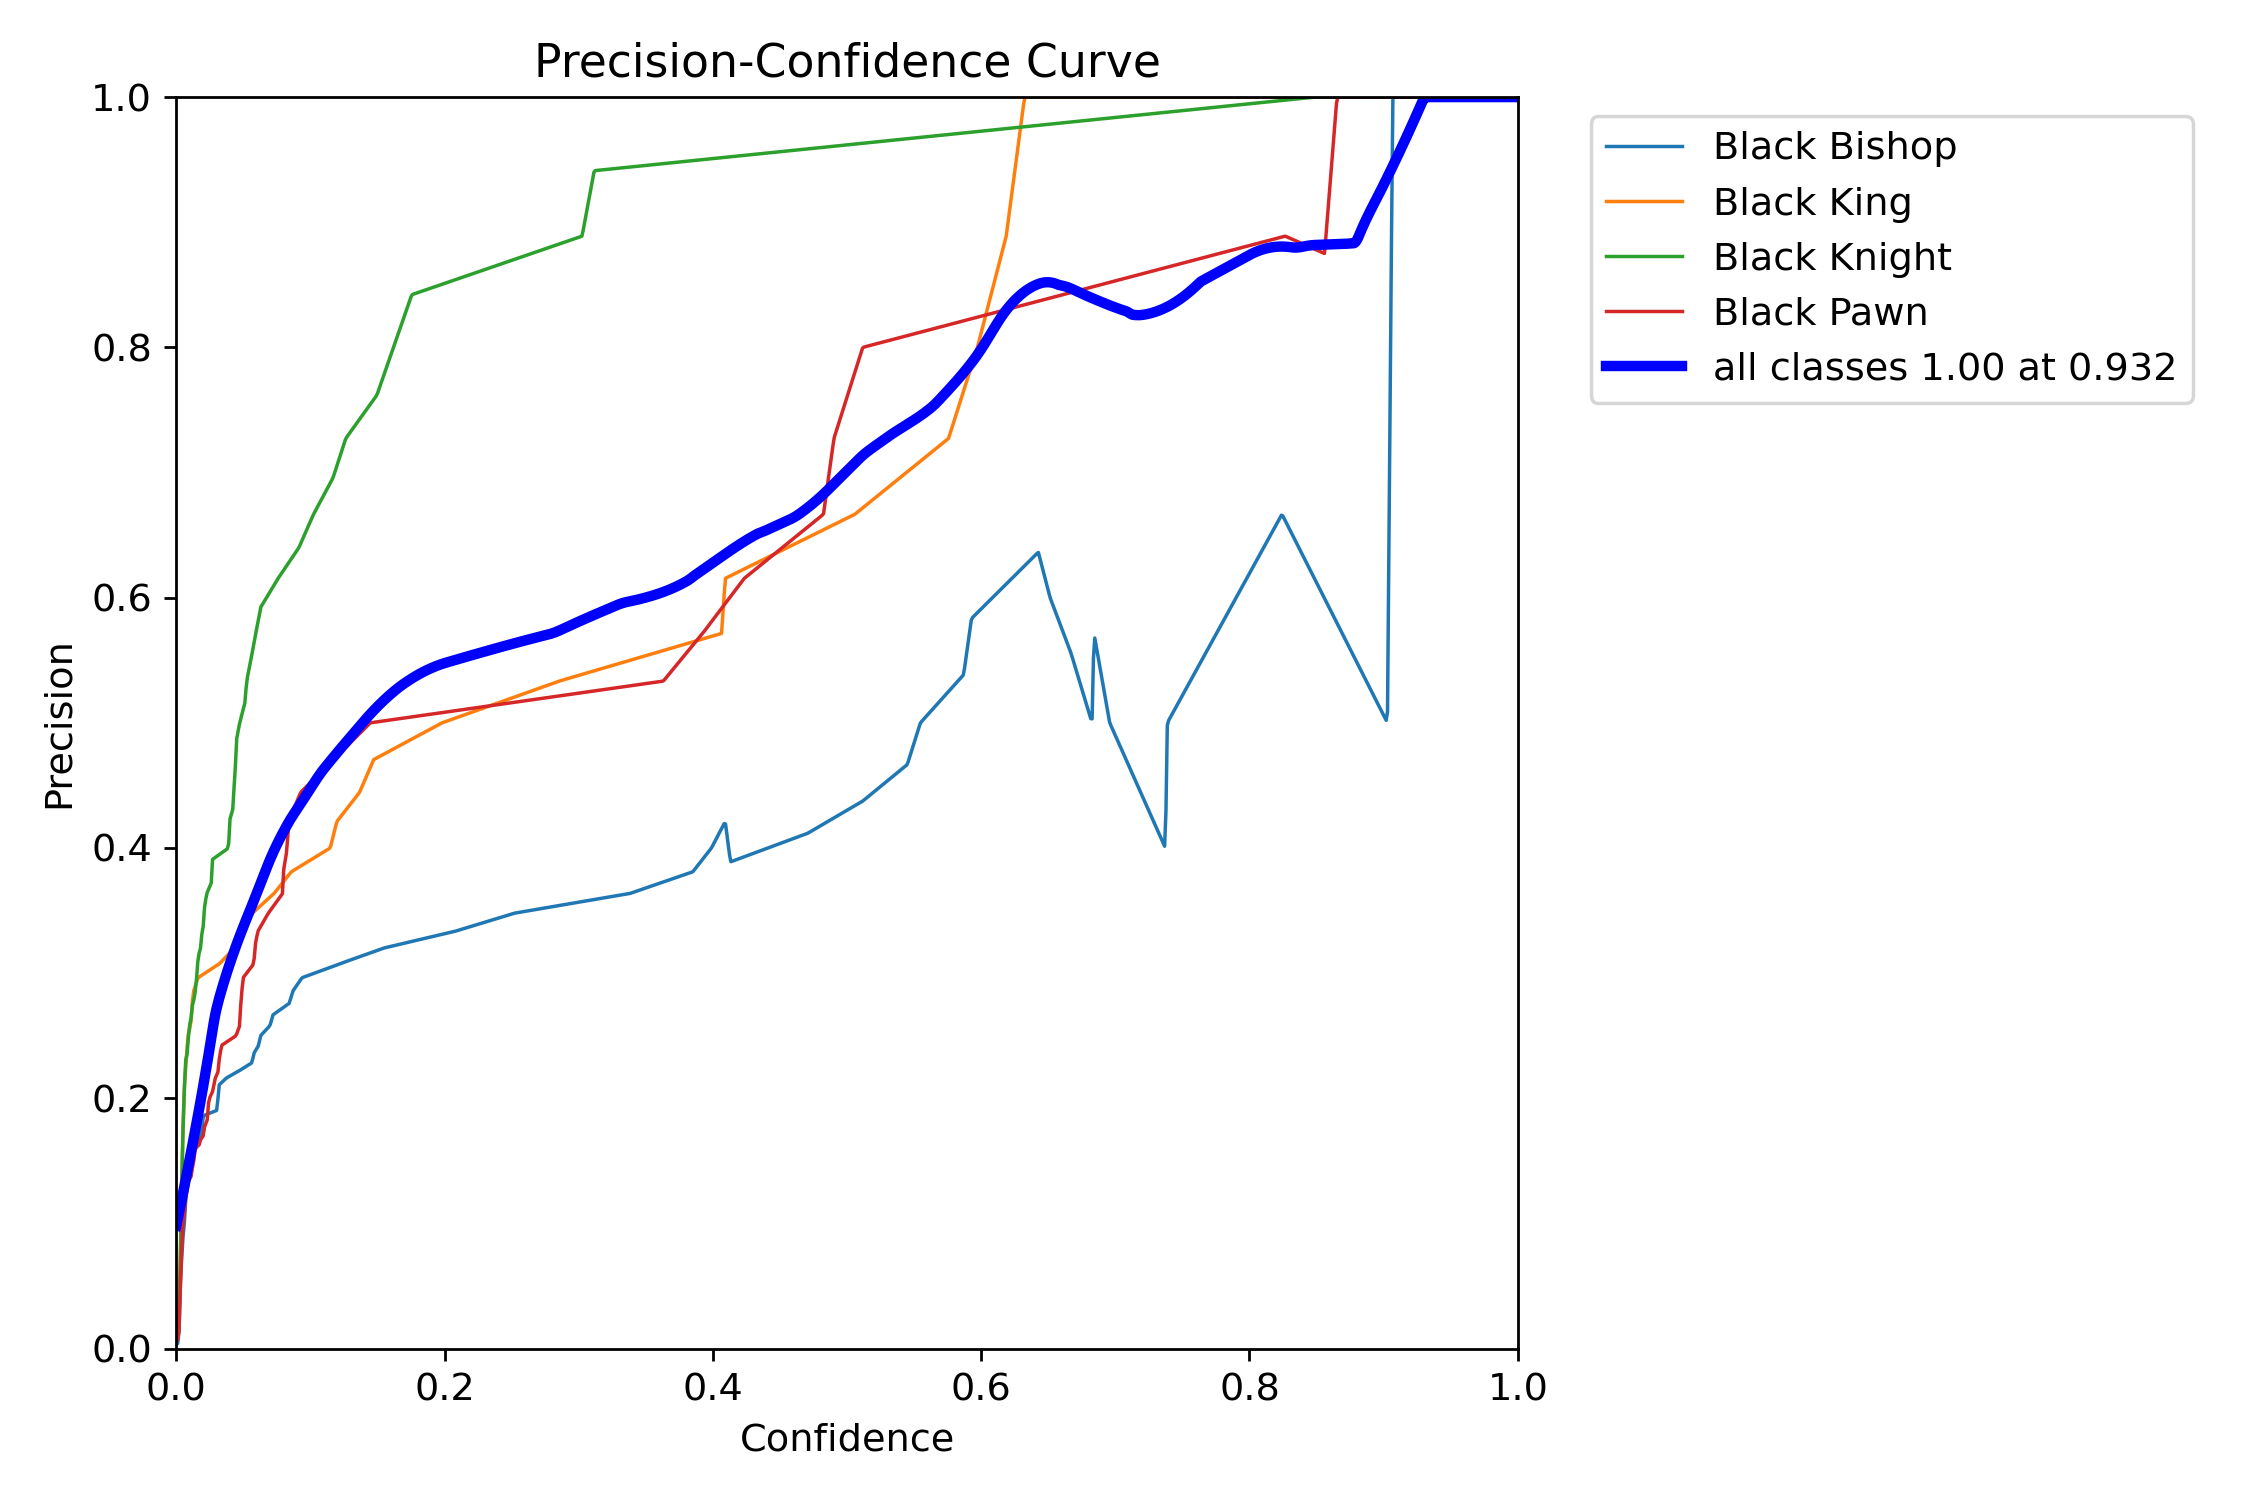 Precision-Confidence Curve
1.0
0.8
0.6
0.4
0.2
0.0
Precision
0.0 0.2 0.4 0.6 0.8 1.0
Confidence
Black Bishop
Black King
Black Knight
Black Pawn
all classes 1.00 at 0.932